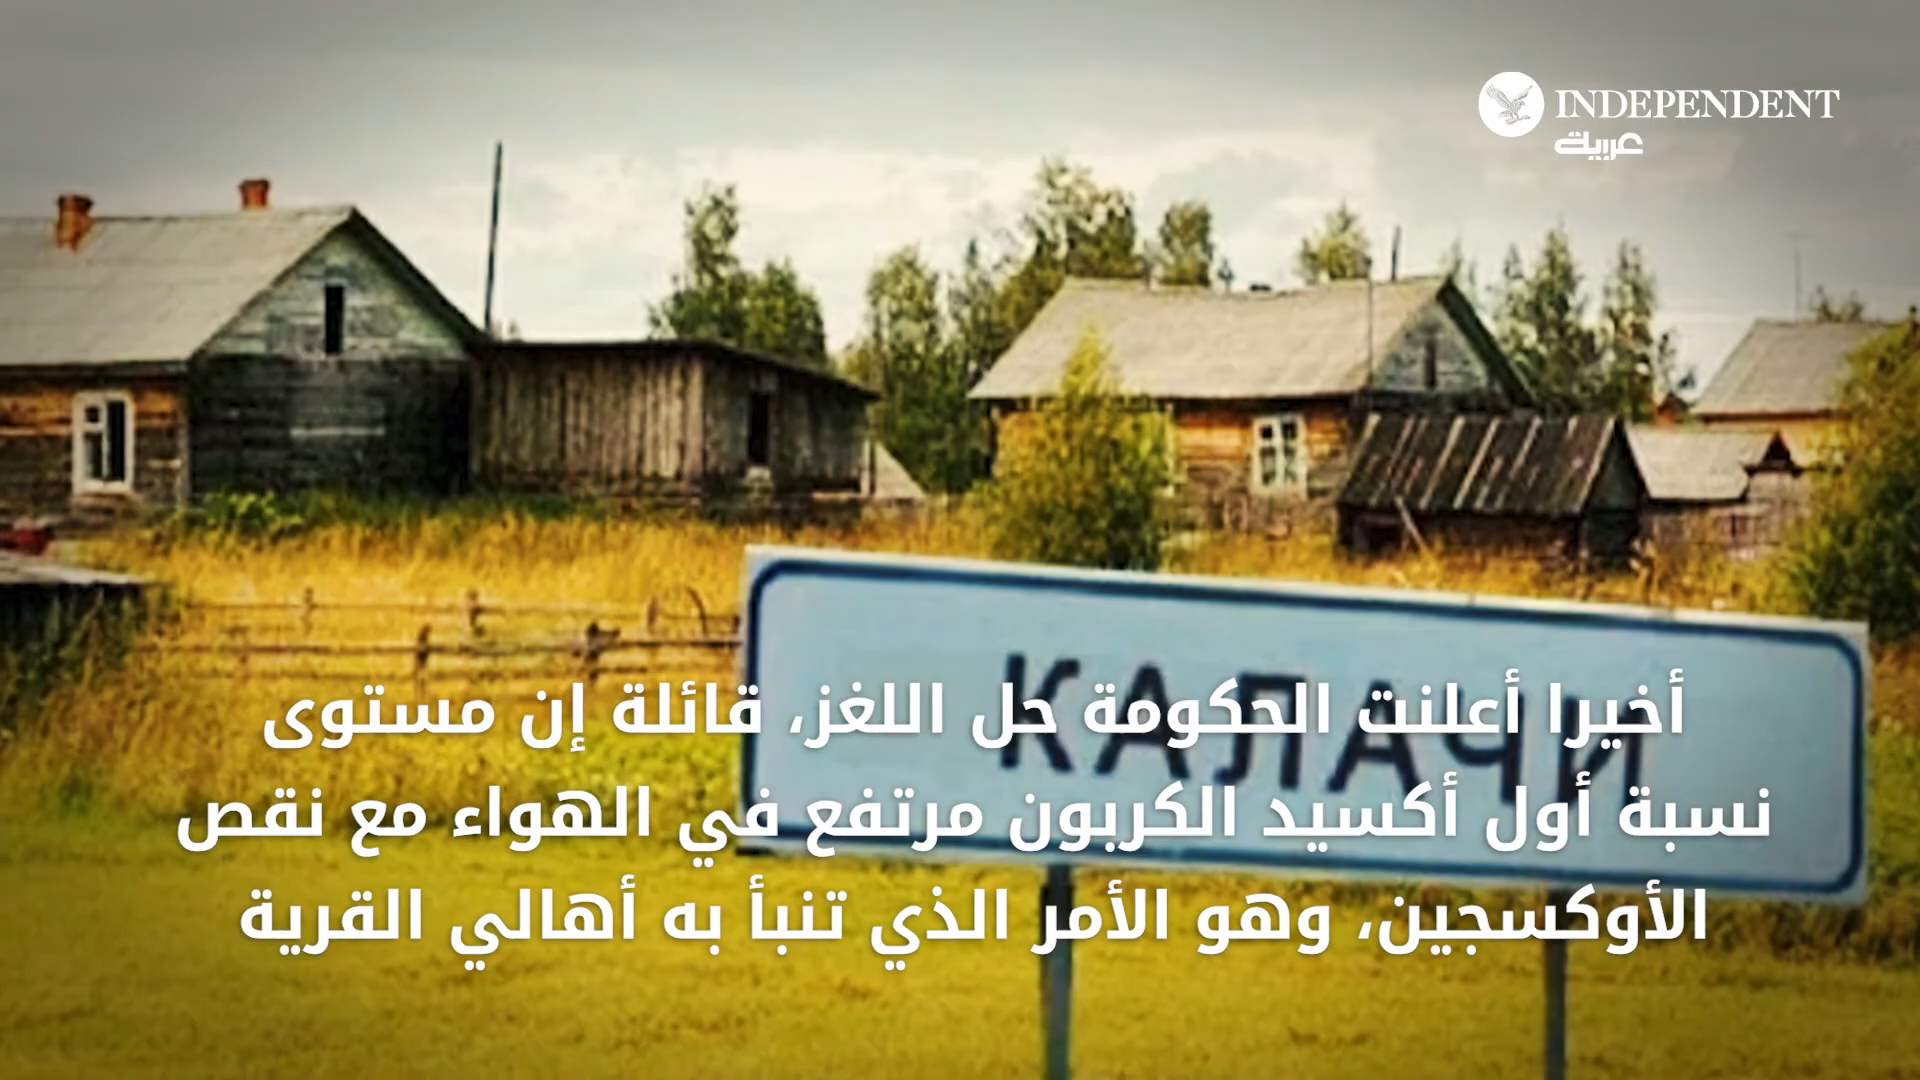 INDEPENDENT
عربية
КАЛАЧИ
أخيرا أعلنت الحكومة حل اللغز، قائلة إن مستوى
نسبة أول أكسيد الكربون مرتفع في الهواء مع نقص
الأوكسجين، وهو الأمر الذي تنبأ به أهالي القرية